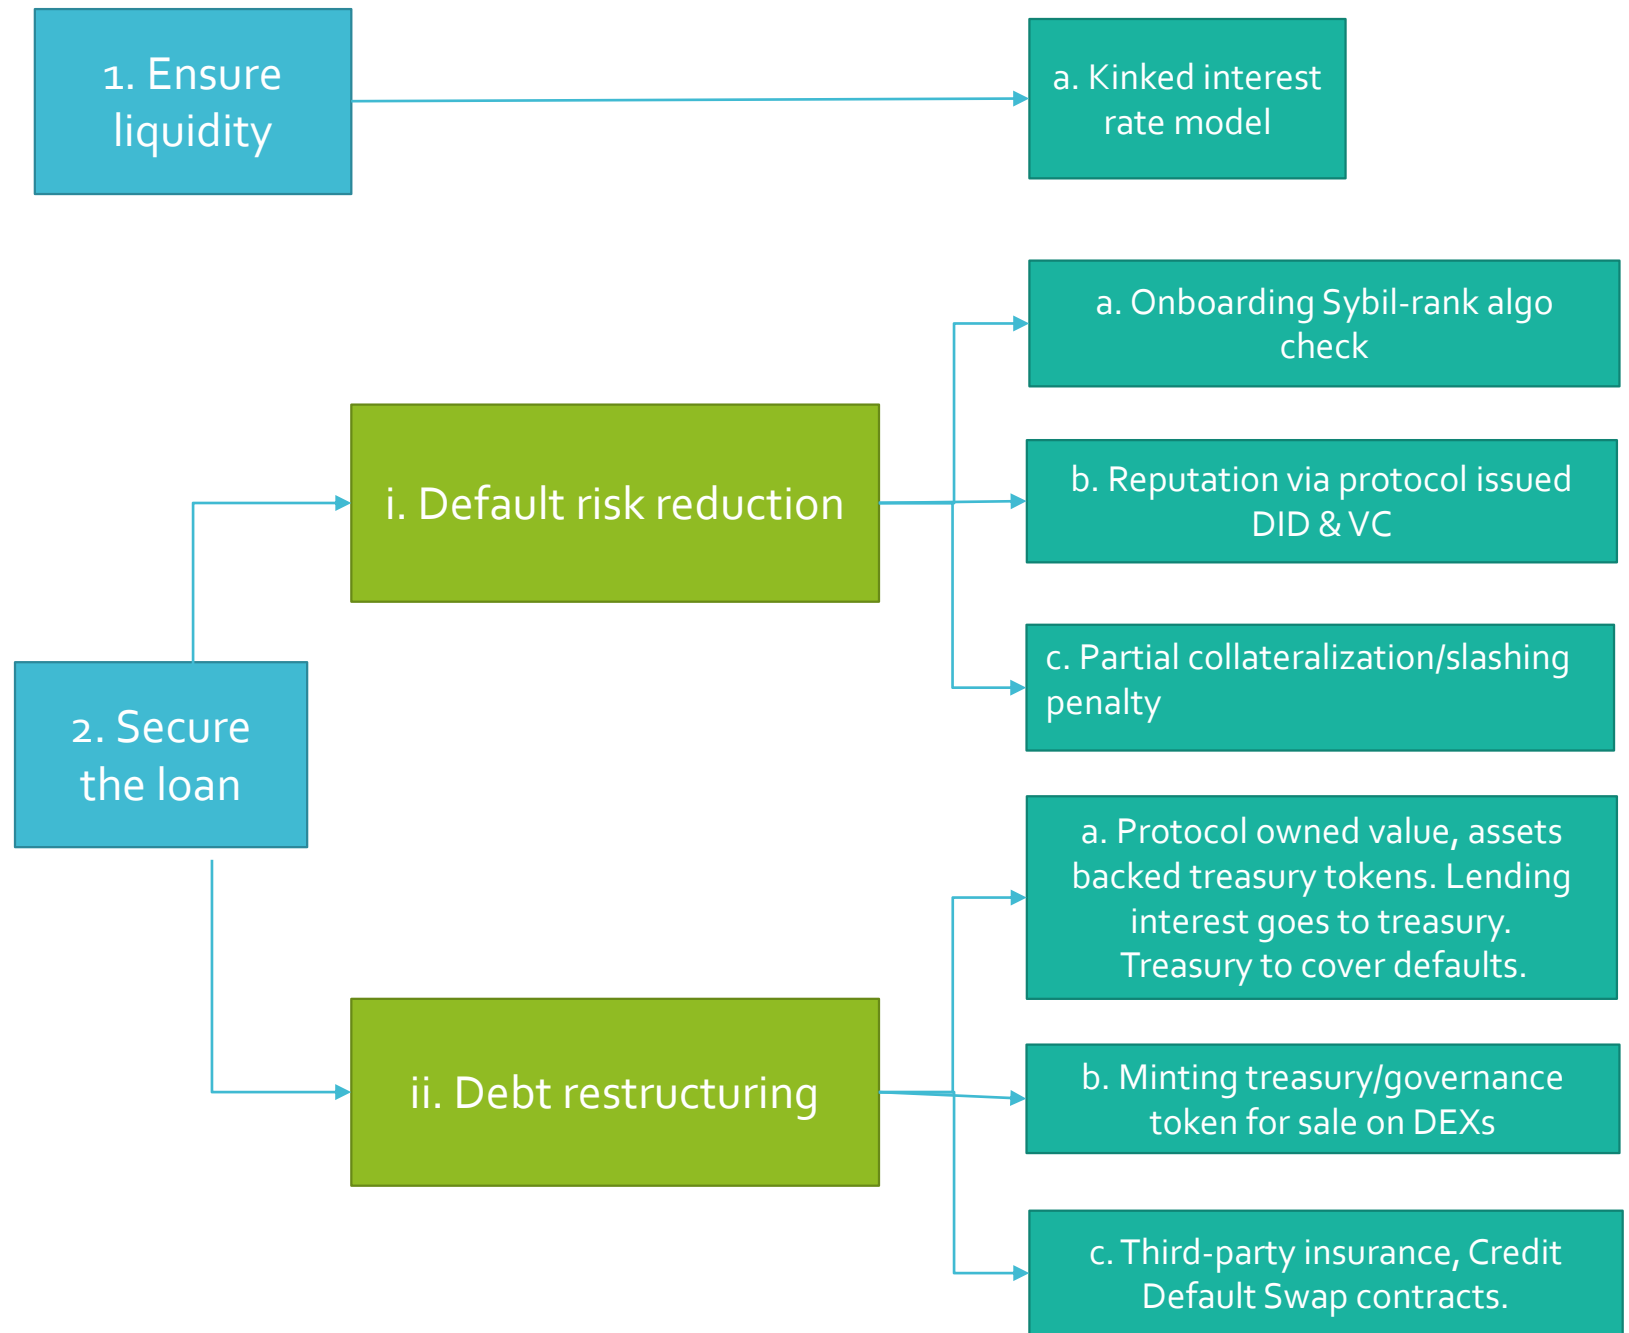 1. Ensure
liquidity
a. Kinked interest
rate model
2. Secure
the loan
i. Default risk reduction
a. Onboarding Sybil-rank algo
check
b. Reputation via protocol issued
DID & VC
c. Partial collateralization/slashing
penalty
ii. Debt restructuring
a. Protocol owned value, assets
backed treasury tokens. Lending
interest goes to treasury.
Treasury to cover defaults.
b. Minting treasury/governance
token for sale on DEXs
c. Third-party insurance, Credit
Default Swap contracts.